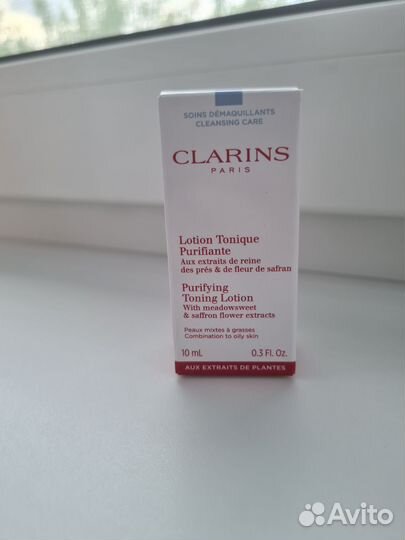 SOINS DÉMAQUILLANTS
CLEANSING CARE
CLARINS
PARIS
Lotion Tonique
Purifiante
Aux extraits de reine
des prés & de fleur de safran
Purifying
Toning Lotion
With meadowsweet
& saffron flower extracts
Peaux mixtes à grasses
Combination to oily skin
10 mL 0.3 Fl. Oz.
AUX EXTRAITS DE PLANTES
Avito